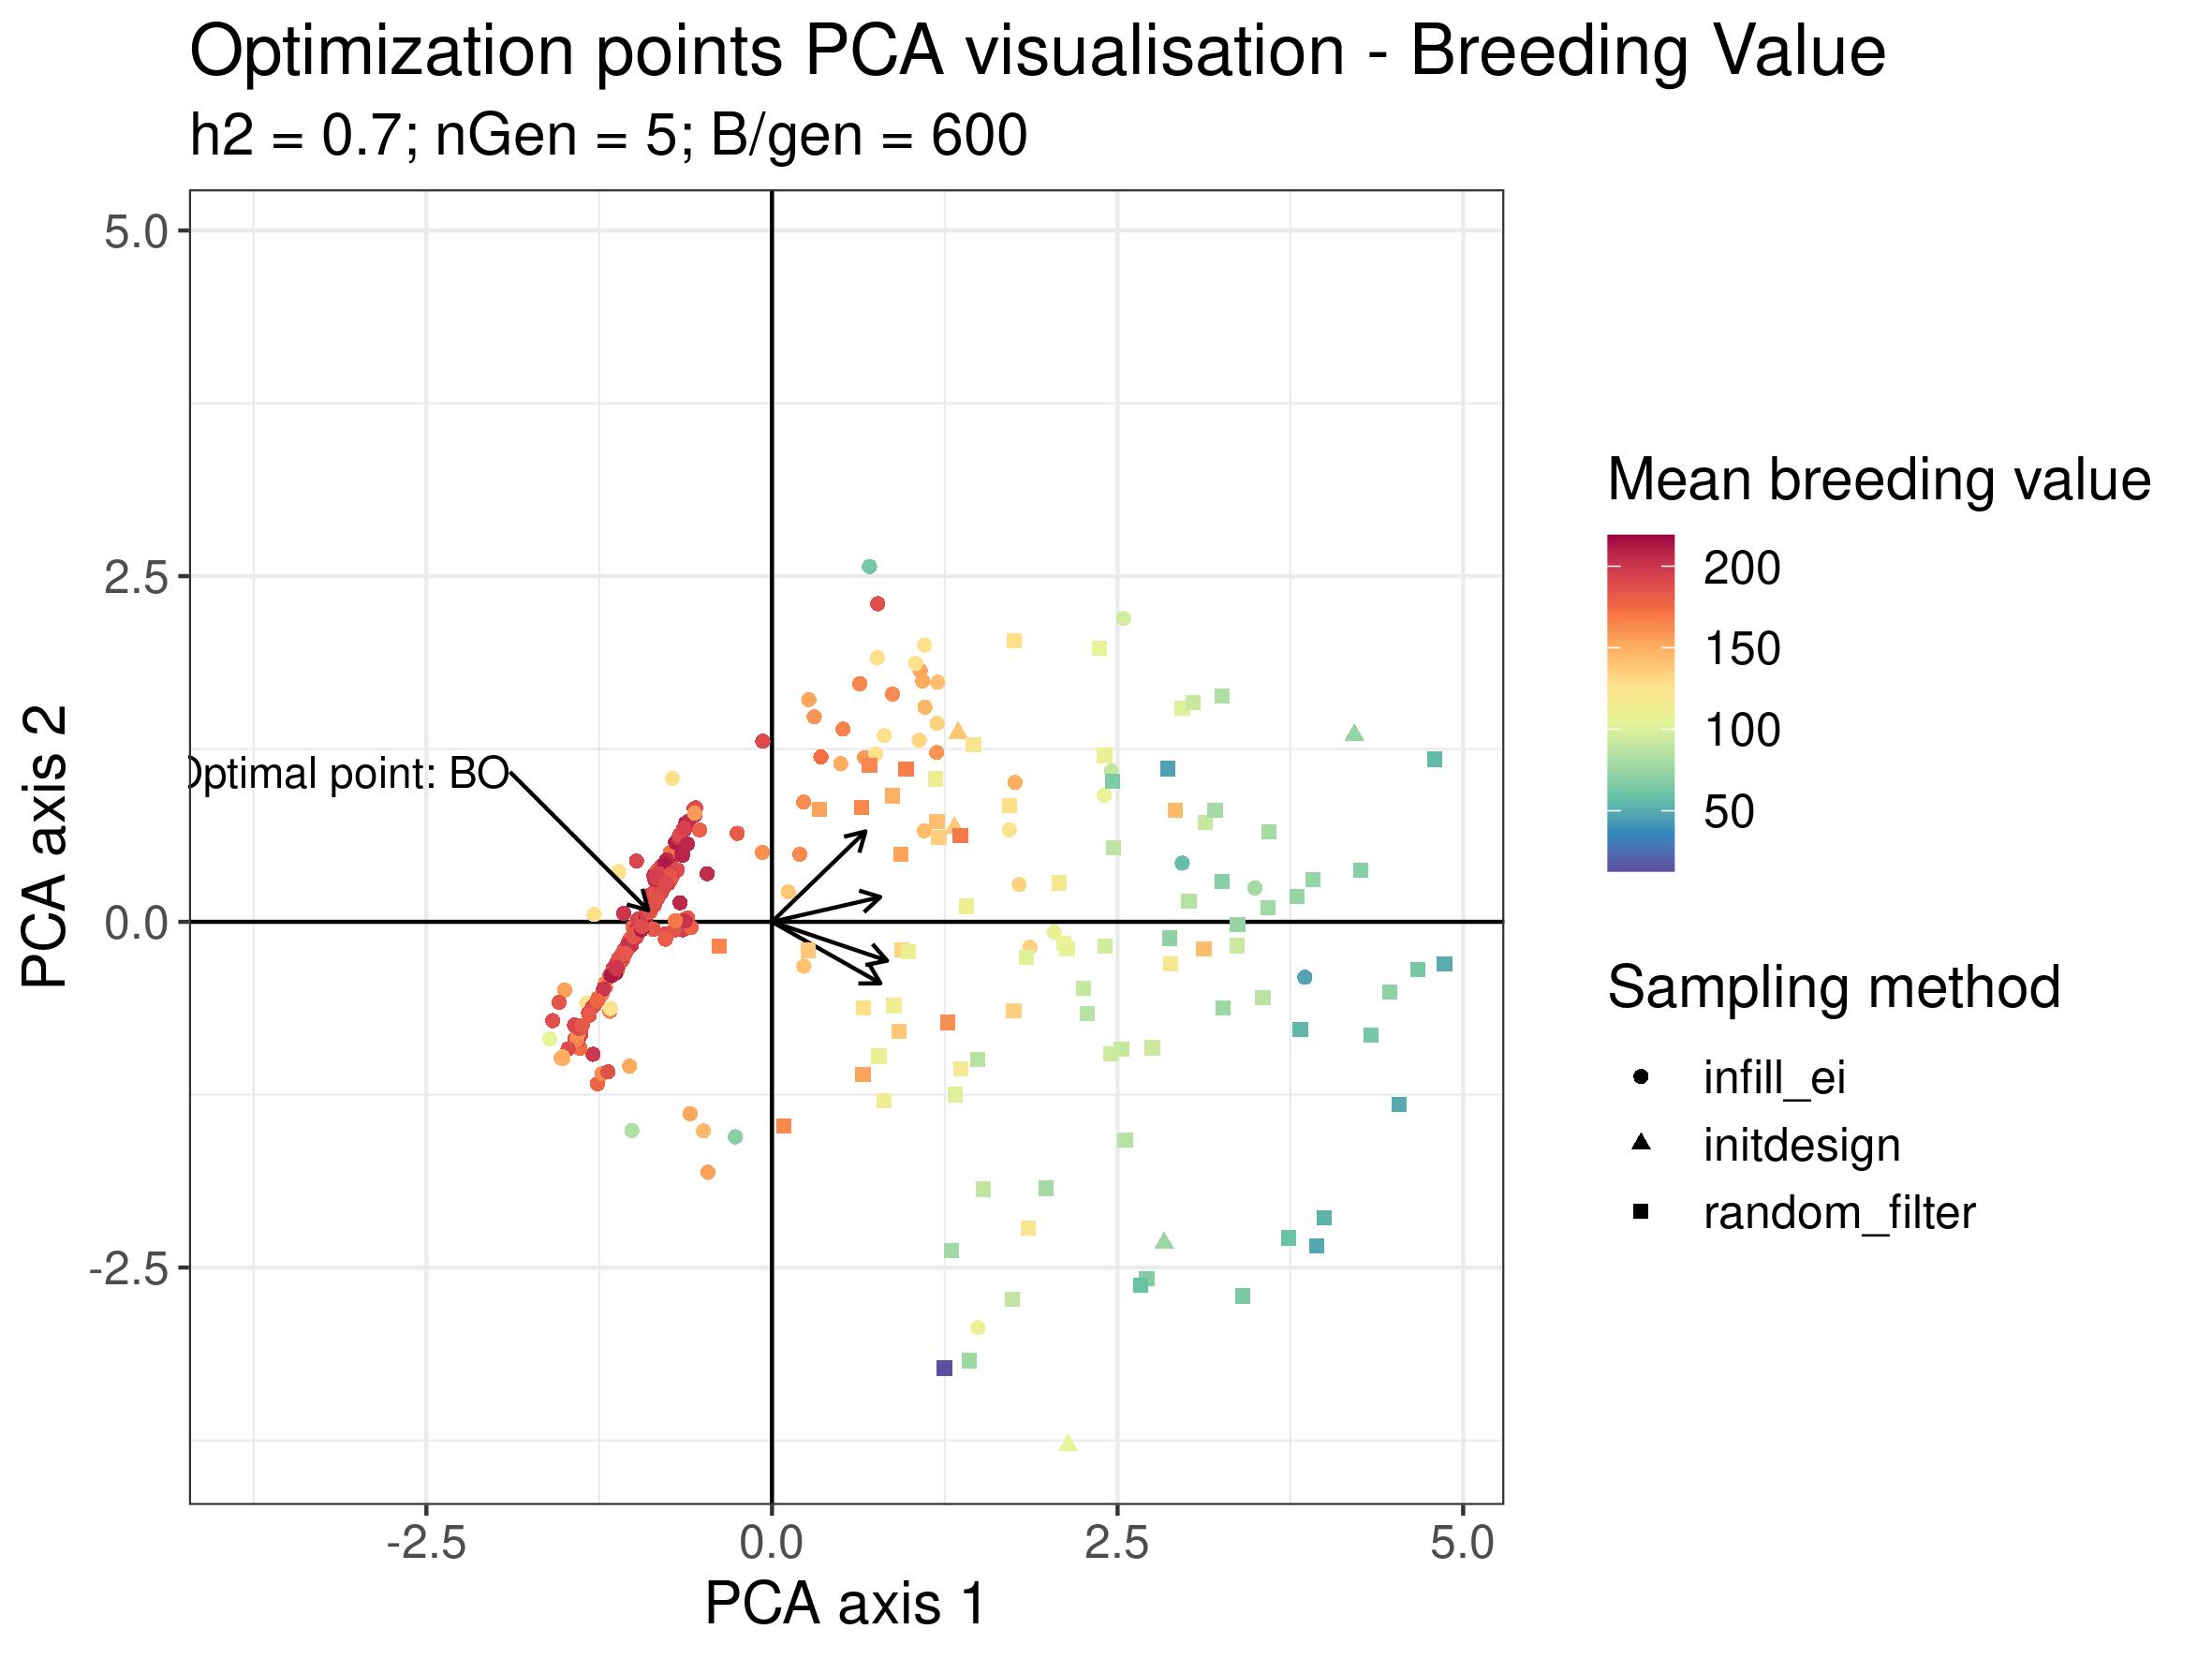 Optimization points PCA visualisation - Breeding Value
h2 = 0.7; nGen = 5; B/gen = 600
5.0
2.5
0.0
-2.5
PCA axis 2
Optimal point: BO
-2.5
0.0
2.5
5.0
PCA axis 1
Mean breeding value
200
150
100
50
Sampling method
infill_ei
initdesign
random_filter